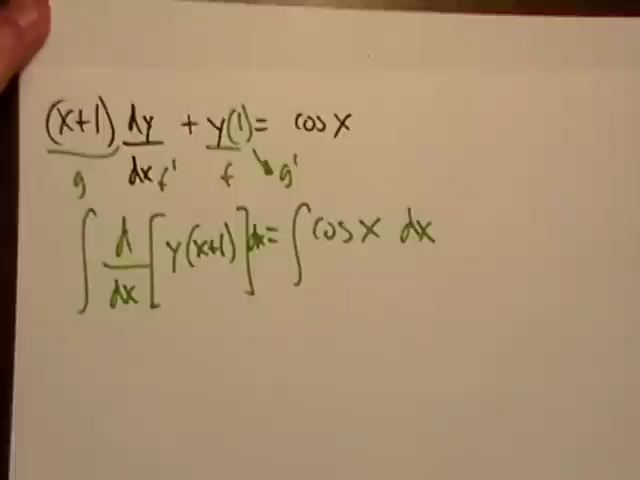 (x+1) dy/dx + y(1) = cos x
g f' f g'
∫ d/dx [y(x+1)] dx = ∫ cos x dx